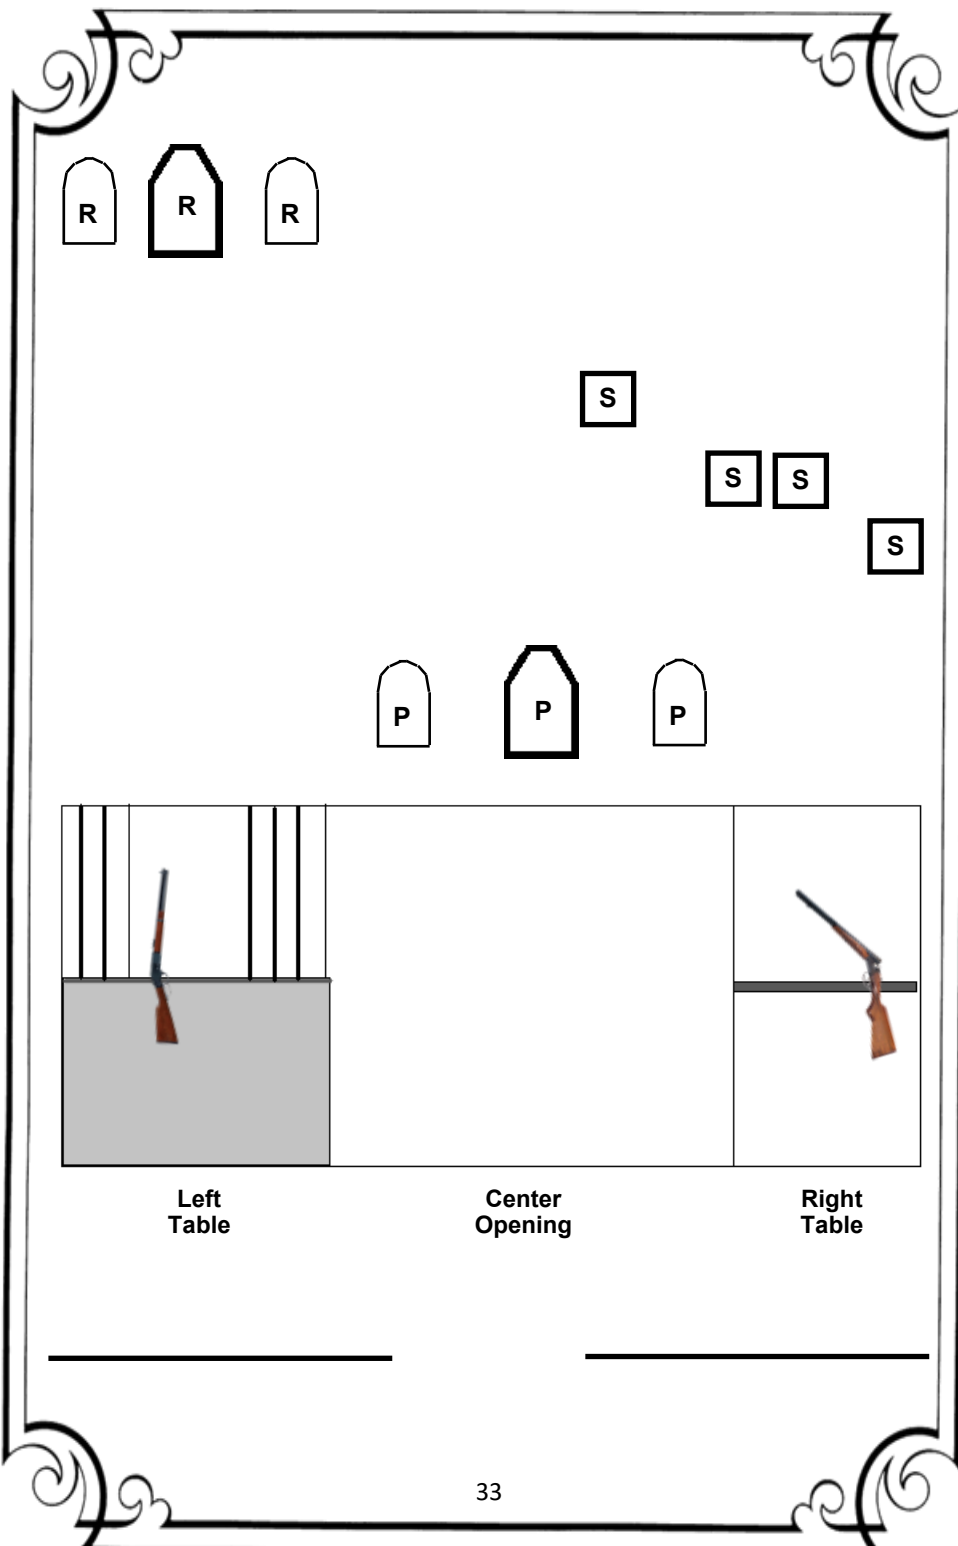 R R R
S
S S
S
P P P
Left Table
Center Opening
Right Table
33